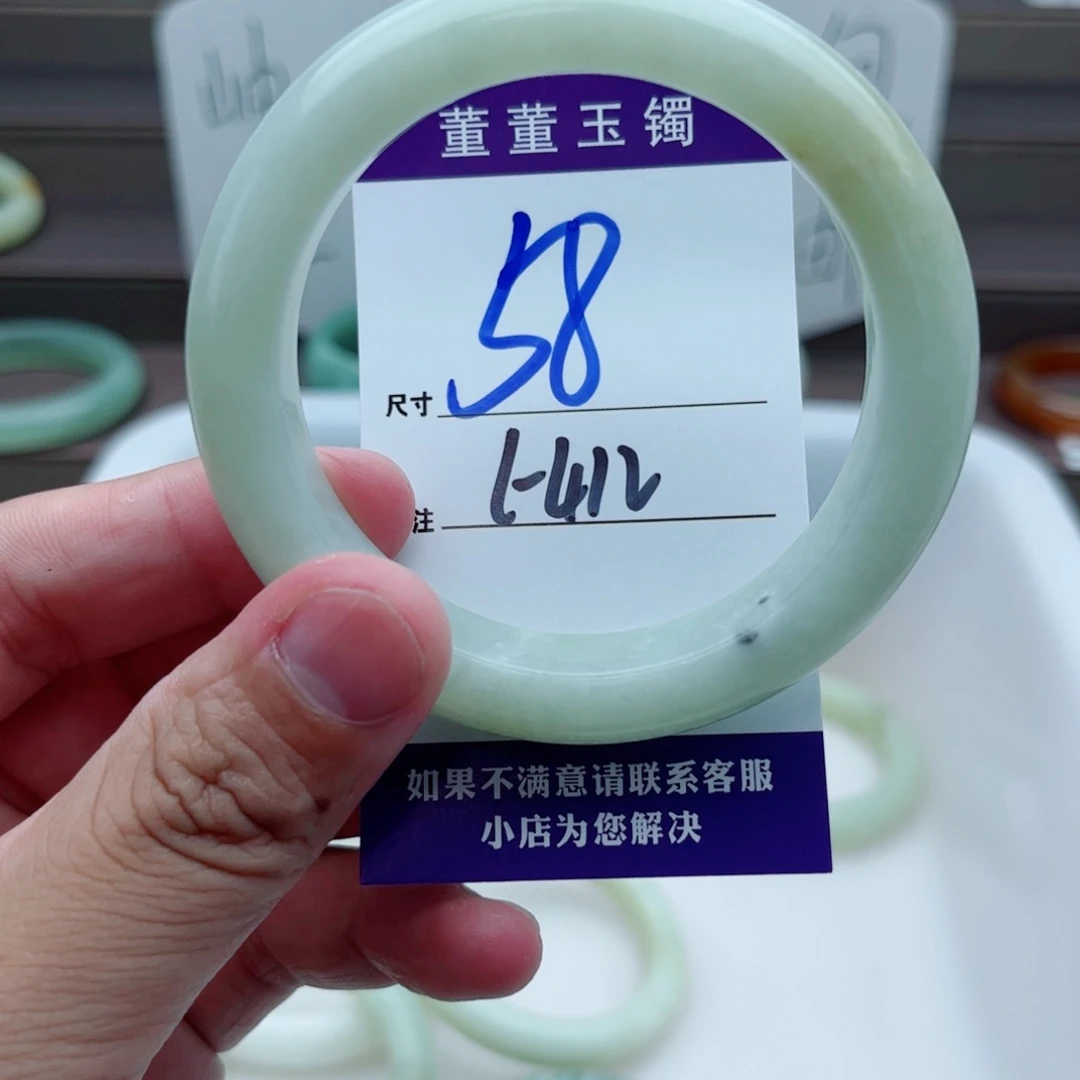 董董玉镯
58
尺寸
1-412
注
如果不满意请联系客服
小店为您解决